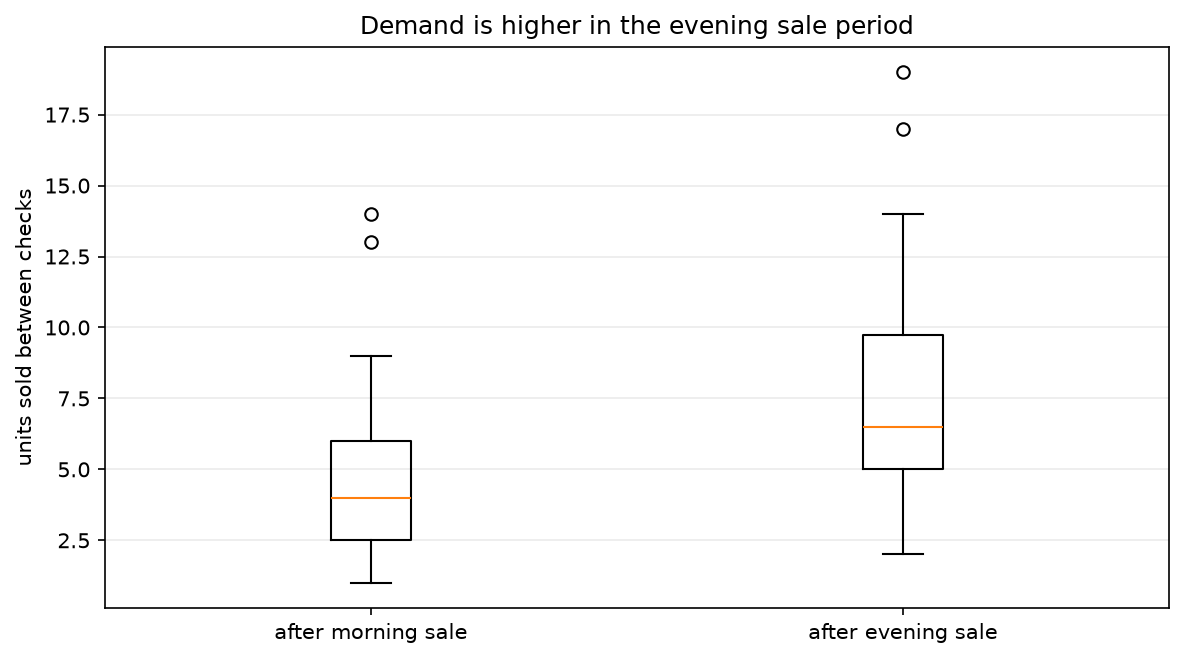 Demand is higher in the evening sale period
units sold between checks
17.5
15.0
12.5
10.0
7.5
5.0
2.5
after morning sale
after evening sale